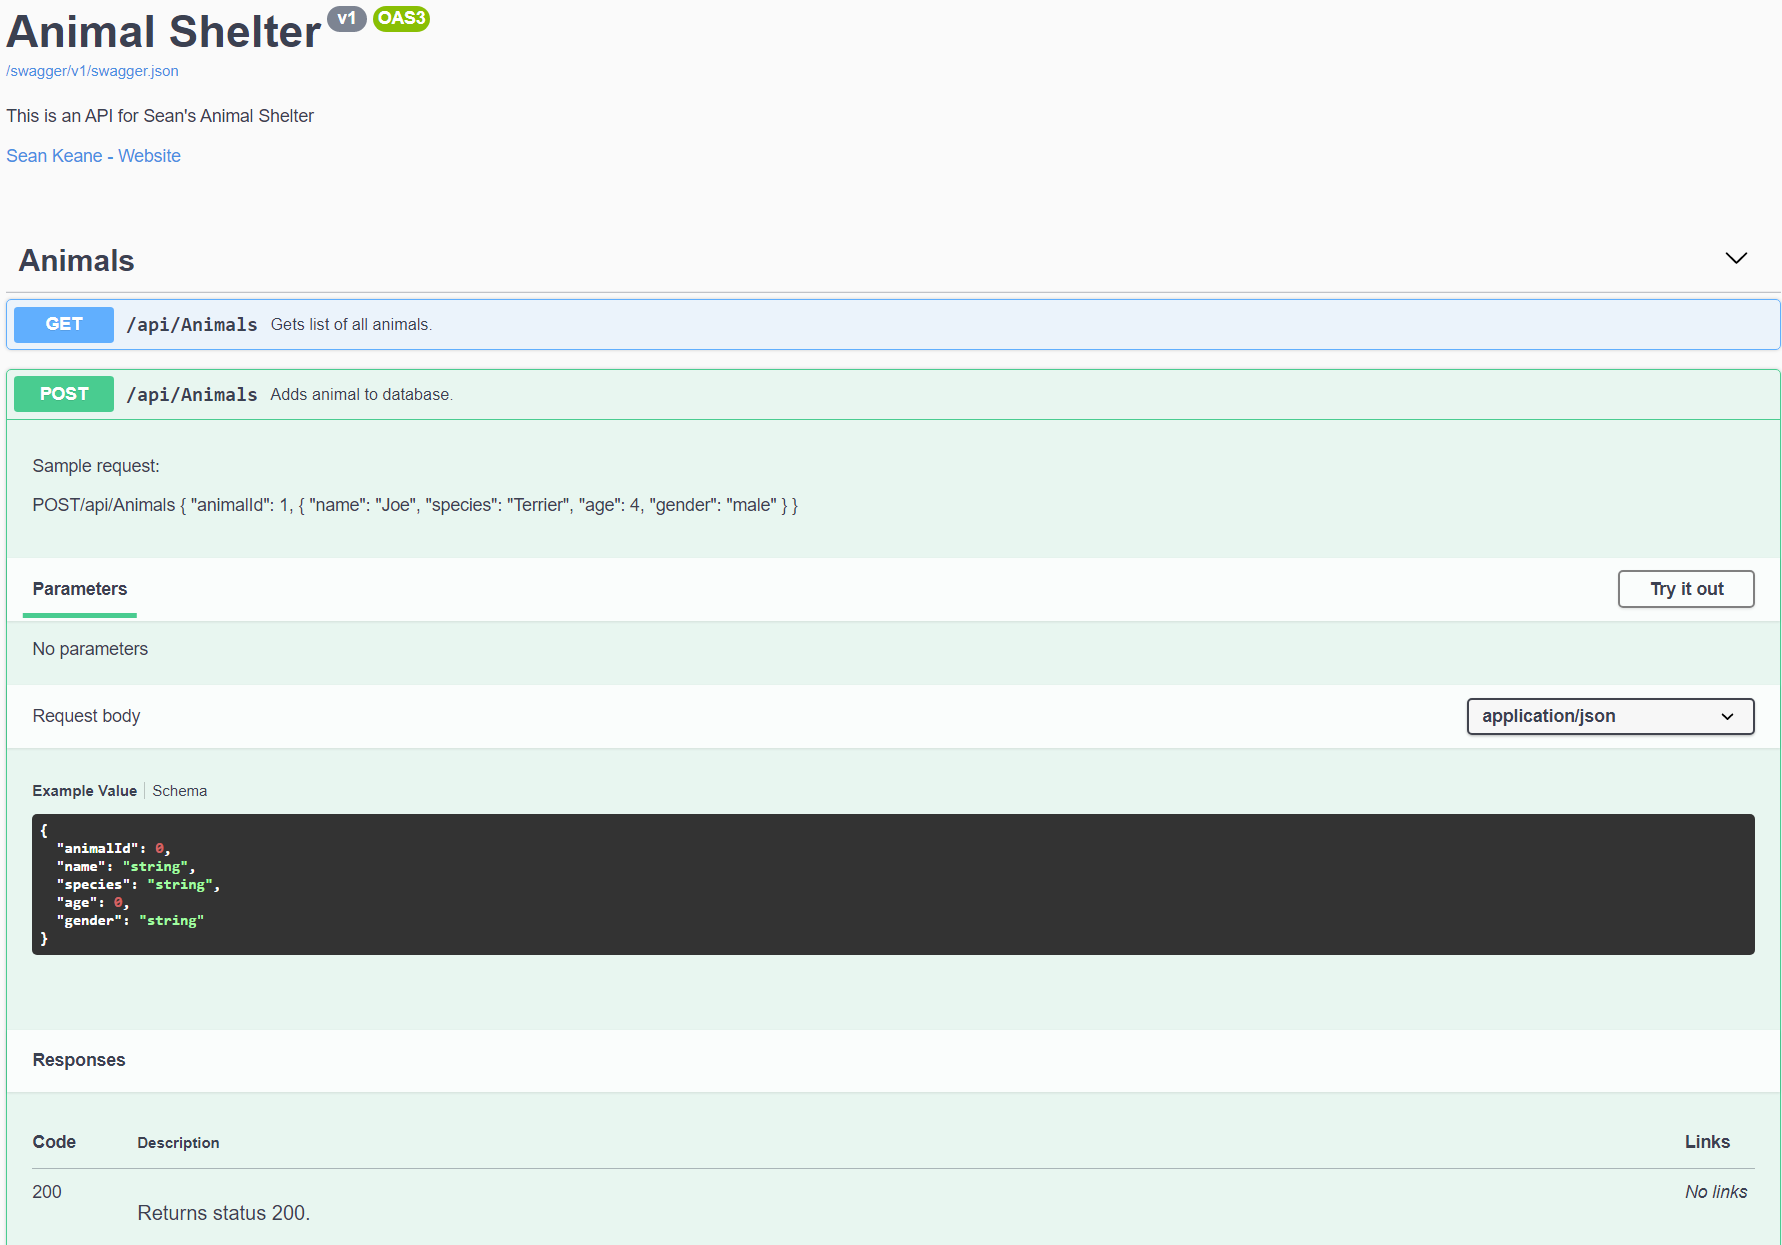 Animal Shelter v1 OAS3
/swagger/v1/swagger.json
This is an API for Sean's Animal Shelter
Sean Keane - Website
Animals
GET /api/Animals Gets list of all animals.
POST /api/Animals Adds animal to database.
Sample request:
POST/api/Animals { "animalId": 1, { "name": "Joe", "species": "Terrier", "age": 4, "gender": "male" } }
Parameters Try it out
No parameters
Request body application/json
Example Value Schema
{
"animalId": 0,
"name": "string",
"species": "string",
"age": 0,
"gender": "string"
}
Responses
Code Description Links
200 No links
Returns status 200.